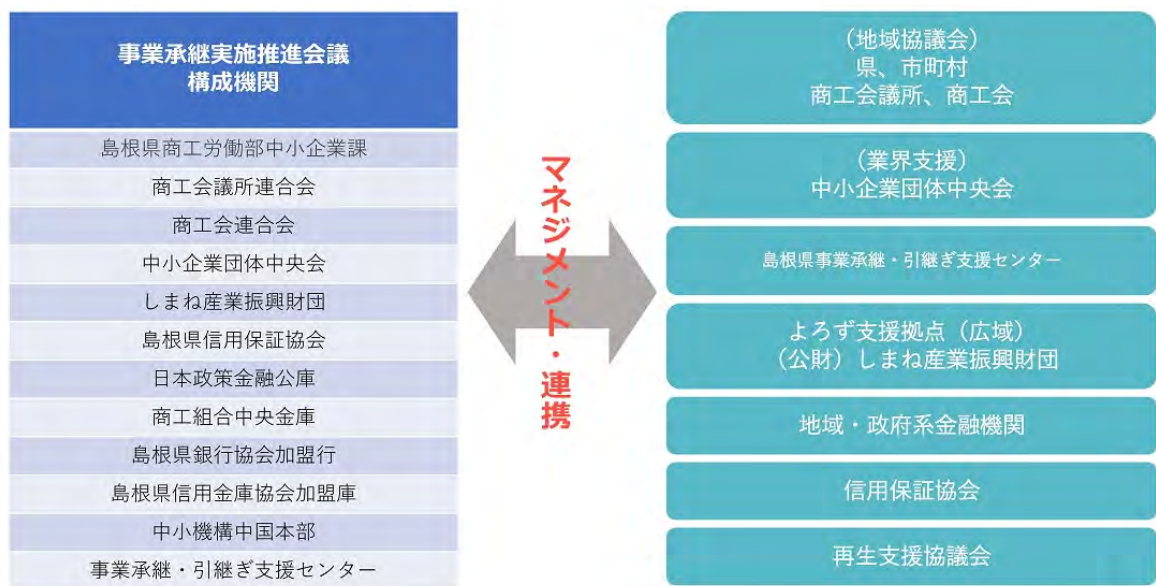 事業承継実施推進会議
構成機関
島根県商工労働部中小企業課
商工会議所連合会
商工会連合会
中小企業団体中央会
しまね産業振興財団
島根県信用保証協会
日本政策金融公庫
商工組合中央金庫
島根県銀行協会加盟行
島根県信用金庫協会加盟庫
中小機構中国本部
事業承継・引継ぎ支援センター
マネジメント・連携
(地域協議会)
県、市町村
商工会議所、商工会
(業界支援)
中小企業団体中央会
島根県事業承継・引継ぎ支援センター
よろず支援拠点(広域)
(公財)しまね産業振興財団
地域・政府系金融機関
信用保証協会
再生支援協議会